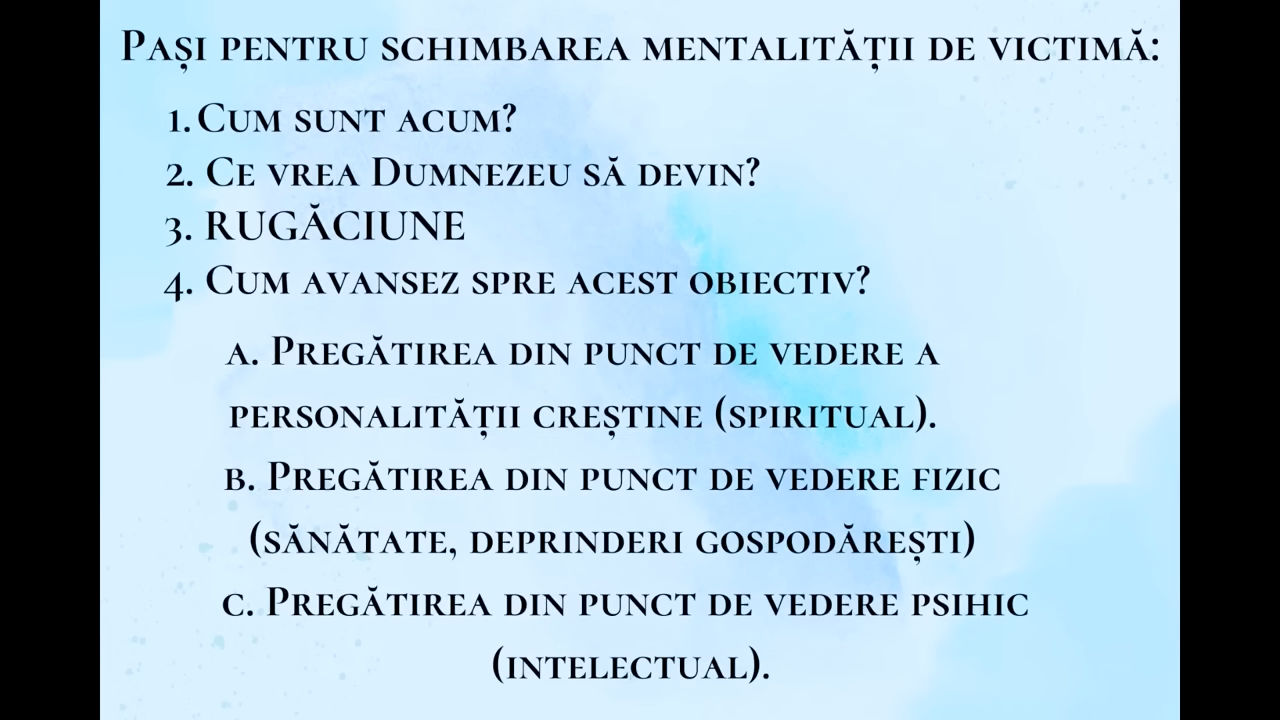 Pași pentru schimbarea mentalității de victimă:
1. Cum sunt acum?
2. Ce vrea Dumnezeu să devin?
3. RUGĂCIUNE
4. Cum avansez spre acest obiectiv?
a. Pregătirea din punct de vedere a
personalității creștine (spiritual).
b. Pregătirea din punct de vedere fizic
(sănătate, deprinderi gospodărești)
c. Pregătirea din punct de vedere psihic
(intelectual).